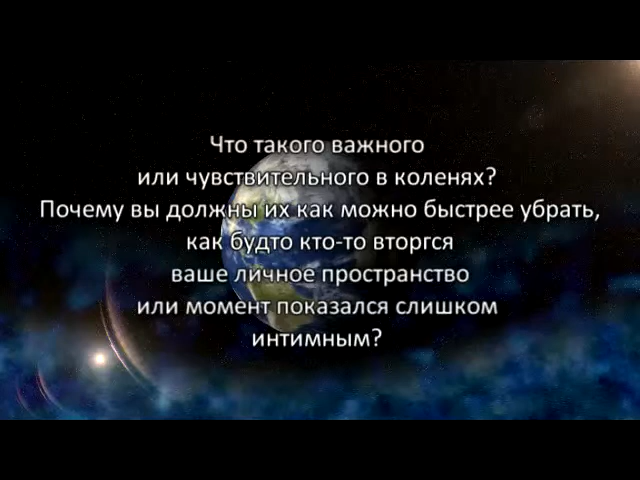 Что такого важного
или чувствительного в коленях?
Почему вы должны их как можно быстрее убрать,
как будто кто-то вторгся
ваше личное пространство
или момент показался слишком
интимным?